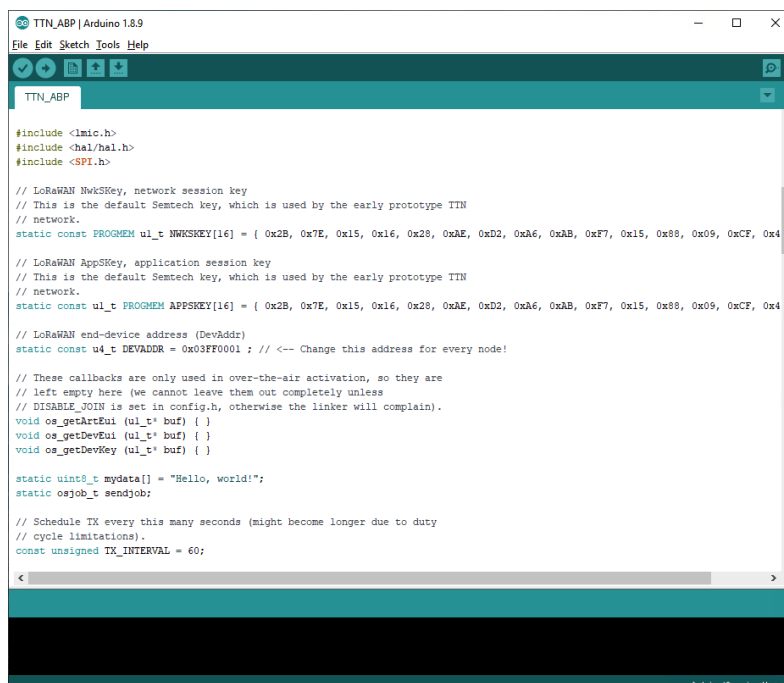 TTN_ABP | Arduino 1.8.9
File Edit Sketch Tools Help
TTN_ABP
#include <lmic.h>
#include <hal/hal.h>
#include <SPI.h>
// LoRaWAN NwkSKey, network session key
// This is the default Semtech key, which is used by the early prototype TTN
// network.
static const PROGMEM u1_t NWKSKEY[16] = { 0x2B, 0x7E, 0x15, 0x16, 0x28, 0xAE, 0xD2, 0xA6, 0xAB, 0xF7, 0x15, 0x88, 0x09, 0xCF, 0x4
// LoRaWAN AppSKey, application session key
// This is the default Semtech key, which is used by the early prototype TTN
// network.
static const u1_t PROGMEM APPSKEY[16] = { 0x2B, 0x7E, 0x15, 0x16, 0x28, 0xAE, 0xD2, 0xA6, 0xAB, 0xF7, 0x15, 0x88, 0x09, 0xCF, 0x4
// LoRaWAN end-device address (DevAddr)
static const u4_t DEVADDR = 0x03FF0001 ; // <-- Change this address for every node!
// These callbacks are only used in over-the-air activation, so they are
// left empty here (we cannot leave them out completely unless
// DISABLE_JOIN is set in config.h, otherwise the linker will complain).
void os_getArtEui (u1_t* buf) { }
void os_getDevEui (u1_t* buf) { }
void os_getDevKey (u1_t* buf) { }
static uint8_t mydata[] = "Hello, world!";
static osjob_t sendjob;
// Schedule TX every this many seconds (might become longer due to duty
// cycle limitations).
const unsigned TX_INTERVAL = 60;